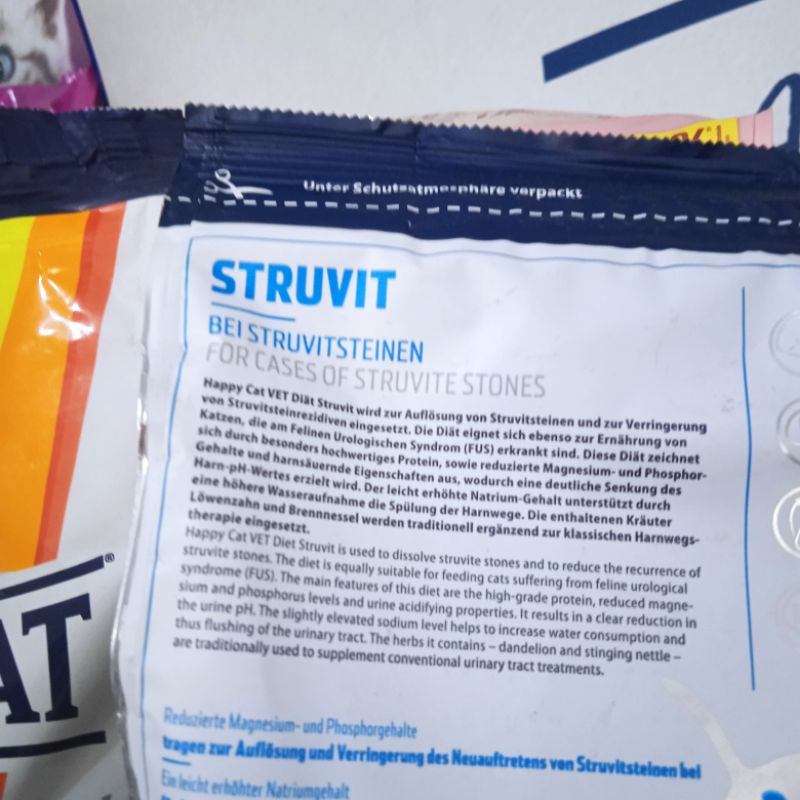 Unter Schutzatmosphäre verpackt
STRUVIT
BEI STRUVITSTEINEN
FOR CASES OF STRUVITE STONES
Happy Cat VET Diät Struvit wird zur Auflösung von Struvitsteinen und zur Verringerung
von Struvitsteinrezidiven eingesetzt. Die Diät eignet sich ebenso zur Ernährung von
Katzen, die am Felinen Urologischen Syndrom (FUS) erkrankt sind. Diese Diät zeichnet
sich durch besonders hochwertiges Protein, sowie reduzierte Magnesium- und Phosphor-
Gehalte und harnsäuernde Eigenschaften aus, wodurch eine deutliche Senkung des
Harn-pH-Wertes erzielt wird. Der leicht erhöhte Natrium-Gehalt unterstützt durch
eine höhere Wasseraufnahme die Spülung der Harnwege. Die enthaltenen Kräuter
Löwenzahn und Brennnessel werden traditionell ergänzend zur klassischen Harnwegs-
therapie eingesetzt.
Happy Cat VET Diet Struvit is used to dissolve struvite stones and to reduce the recurrence of
struvite stones. The diet is equally suitable for feeding cats suffering from feline urological
syndrome (FUS). The main features of this diet are the high-grade protein, reduced magne-
sium and phosphorus levels and urine acidifying properties. It results in a clear reduction in
the urine pH. The slightly elevated sodium level helps to increase water consumption and
thus flushing of the urinary tract. The herbs it contains – dandelion and stinging nettle –
are traditionally used to supplement conventional urinary tract treatments.
Reduzierte Magnesium- und Phosphorgehalte
tragen zur Auflösung und Verringerung des Neuauftretens von Struvitsteinen bei
Ein leicht erhöhter Natriumgehalt
AT
®